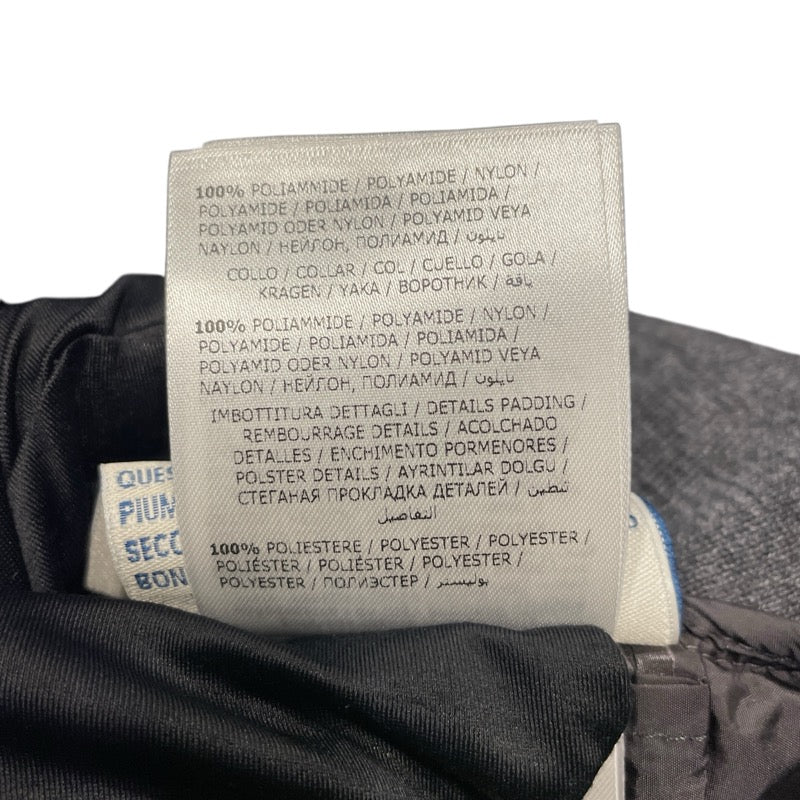 100% POLIAMMIDE / POLYAMIDE / NYLON /
POLYAMIDE / POLIAMIDA / POLIAMIDA /
POLYAMID ODER NYLON / POLYAMID VEYA
NAYLON / НЕЙЛОН, ПОЛИАМИД / نايلون
COLLO / COLLAR / COL / CUELLO / GOLA /
KRAGEN / YAKA / ВОРОТНИК / ياقة
100% POLIAMMIDE / POLYAMIDE / NYLON /
POLYAMIDE / POLIAMIDA / POLIAMIDA /
POLYAMID ODER NYLON / POLYAMID VEYA
NAYLON / НЕЙЛОН, ПОЛИАМИД / نايلون
IMBOTTITURA DETTAGLI / DETAILS PADDING /
REMBOURRAGE DETAILS / ACOLCHADO
DETALLES / ENCHIMENTO PORMENORES /
POLSTER DETAILS / AYRINTILAR DOLGU /
СТЕГАНАЯ ПРОКЛАДКА ДЕТАЛЕЙ / تبطين
التفاصيل
100% POLIESTERE / POLYESTER / POLYESTER /
POLIÉSTER / POLIÉSTER / POLYESTER /
POLYESTER / ПОЛИЭСТЕР / بوليستر
QUES
PIUM
SECO
BON